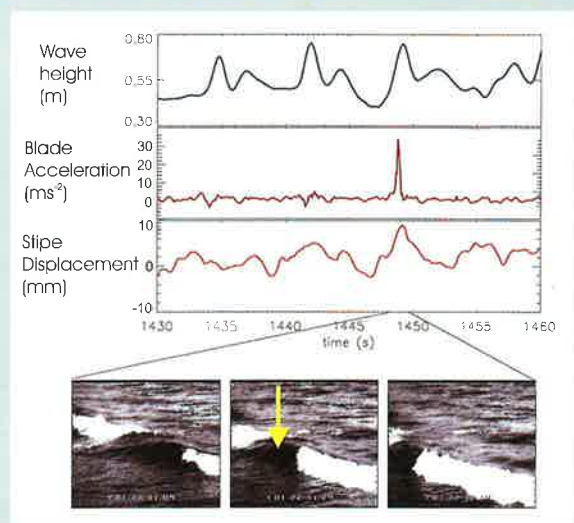 Wave
height
(m)
0.80
0.55
0.30
Blade
Acceleration
(ms-2)
30
20
10
0
Stipe
Displacement
(mm)
10
0
-10
1430 1435 1440 1445 1450 1455 1460
time (s)